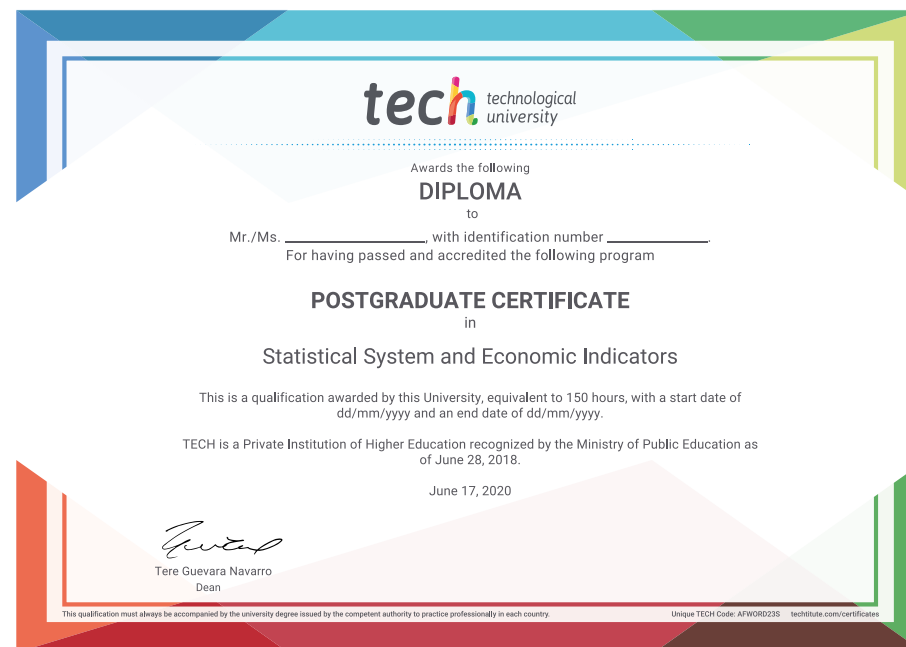 tech technological
university
Awards the following
DIPLOMA
to
Mr./Ms. ____________________, with identification number ______________.
For having passed and accredited the following program
POSTGRADUATE CERTIFICATE
in
Statistical System and Economic Indicators
This is a qualification awarded by this University, equivalent to 150 hours, with a start date of
dd/mm/yyyy and an end date of dd/mm/yyyy.
TECH is a Private Institution of Higher Education recognized by the Ministry of Public Education as
of June 28, 2018.
June 17, 2020
Tere Guevara Navarro
Dean
This qualification must always be accompanied by the university degree issued by the competent authority to practice professionally in each country. Unique TECH Code: AFWORD23S techtitute.com/certificates